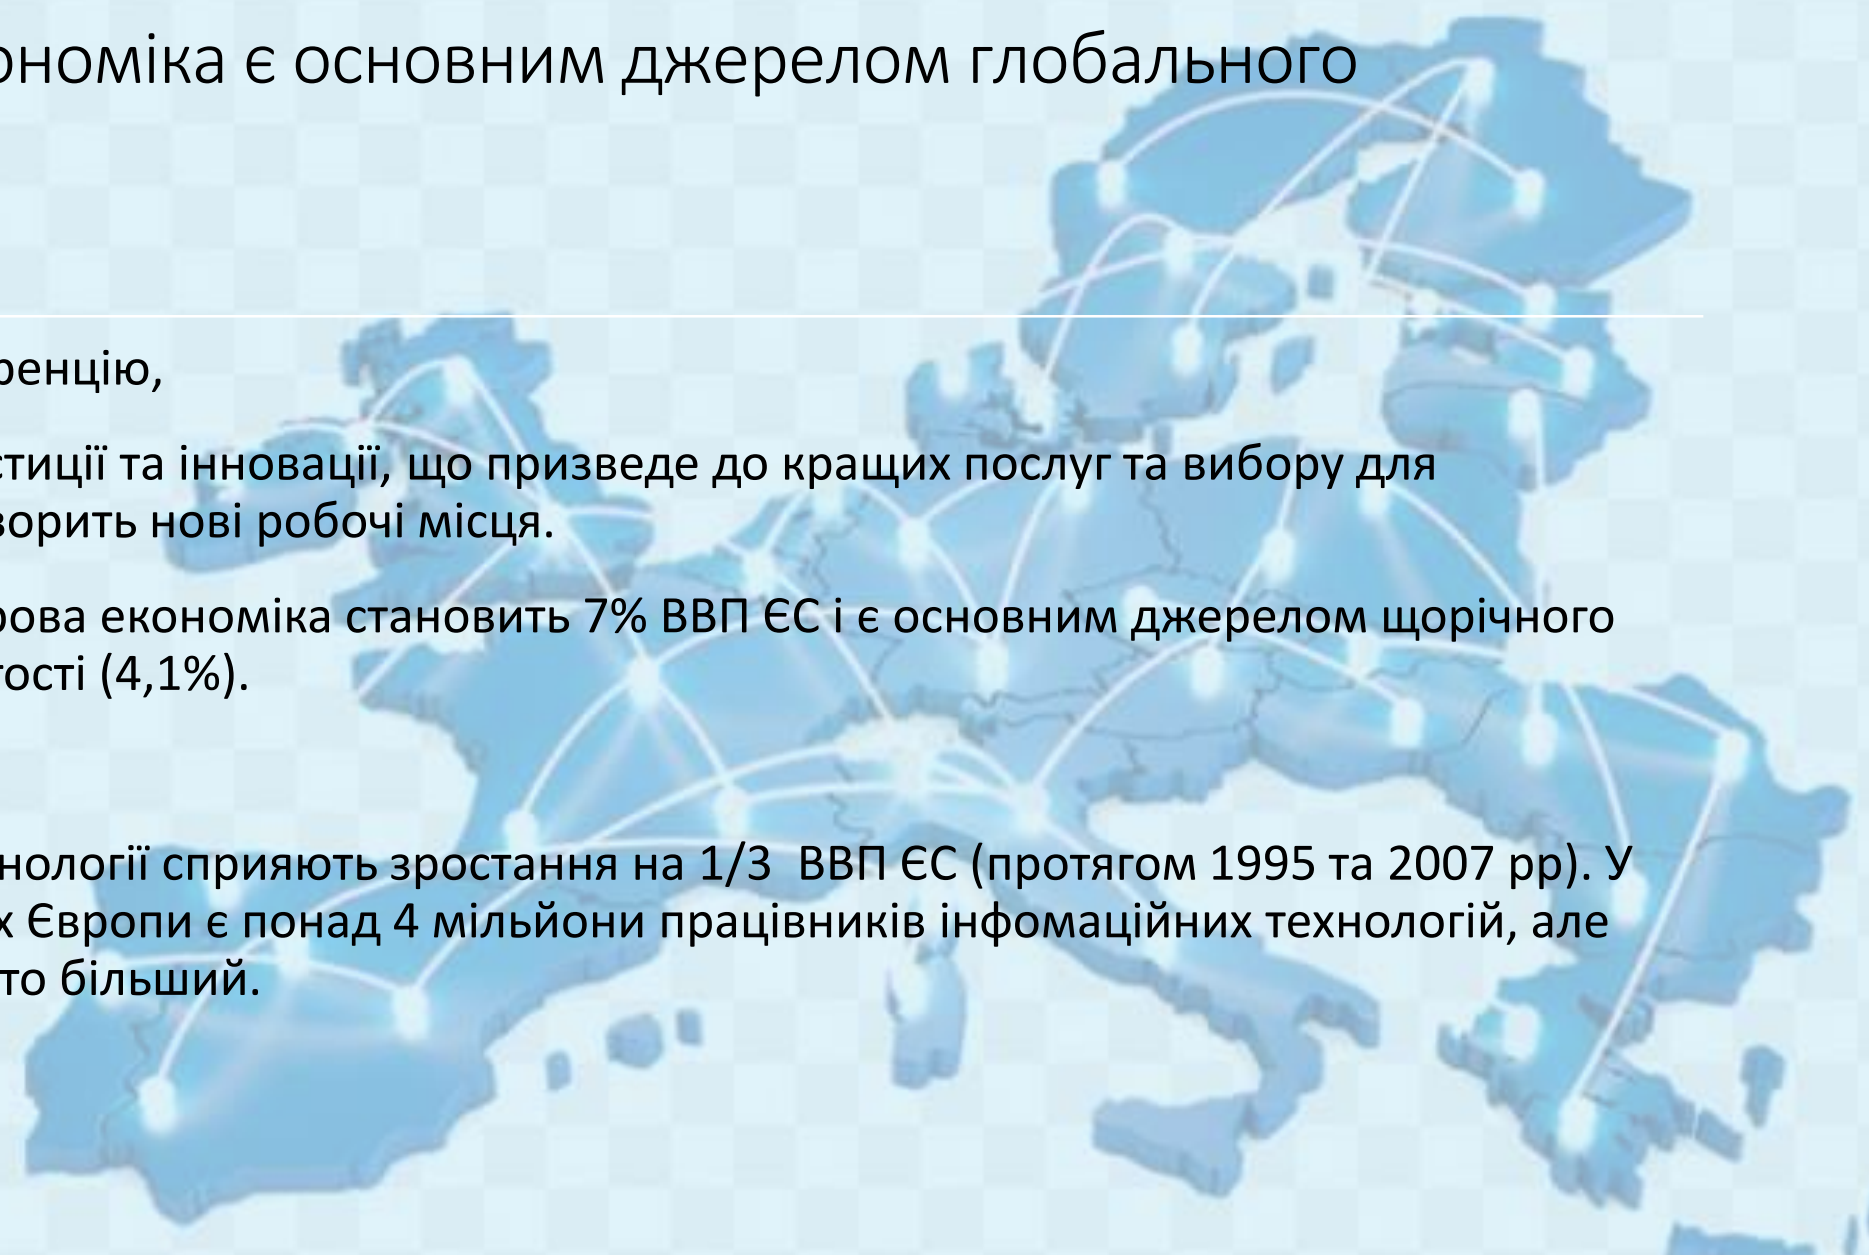 ономіка є основним джерелом глобального
ренцію,
стиції та інновації, що призведе до кращих послуг та вибору для
ворить нові робочі місця.
рова економіка становить 7% ВВП ЄС і є основним джерелом щорічного
гості (4,1%).
нології сприяють зростання на 1/3 ВВП ЄС (протягом 1995 та 2007 рр). У
х Європи є понад 4 мільйони працівників інфомаційних технологій, але
то більший.